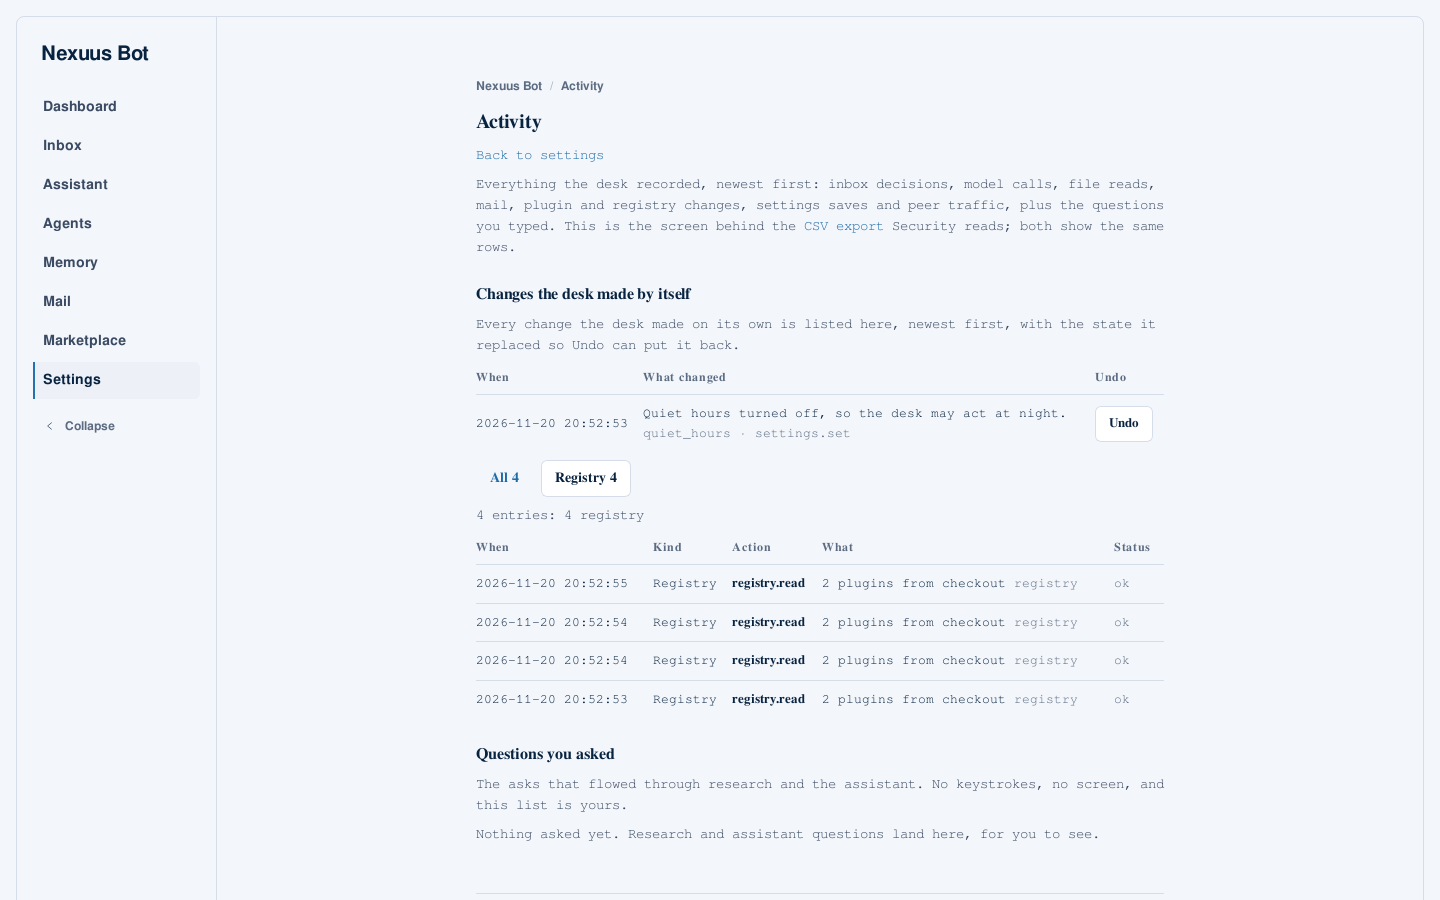 Nexuus Bot
Dashboard
Inbox
Assistant
Agents
Memory
Mail
Marketplace
Settings
Collapse
Nexuus Bot / Activity
Activity
Back to settings
Everything the desk recorded, newest first: inbox decisions, model calls, file reads,
mail, plugin and registry changes, settings saves and peer traffic, plus the questions
you typed. This is the screen behind the CSV export Security reads; both show the same
rows.
Changes the desk made by itself
Every change the desk made on its own is listed here, newest first, with the state it
replaced so Undo can put it back.
When What changed Undo
2026-11-20 20:52:53 Quiet hours turned off, so the desk may act at night. Undo
quiet_hours · settings.set
All 4 Registry 4
4 entries: 4 registry
When Kind Action What Status
2026-11-20 20:52:55 Registry registry.read 2 plugins from checkout registry ok
2026-11-20 20:52:54 Registry registry.read 2 plugins from checkout registry ok
2026-11-20 20:52:54 Registry registry.read 2 plugins from checkout registry ok
2026-11-20 20:52:53 Registry registry.read 2 plugins from checkout registry ok
Questions you asked
The asks that flowed through research and the assistant. No keystrokes, no screen, and
this list is yours.
Nothing asked yet. Research and assistant questions land here, for you to see.